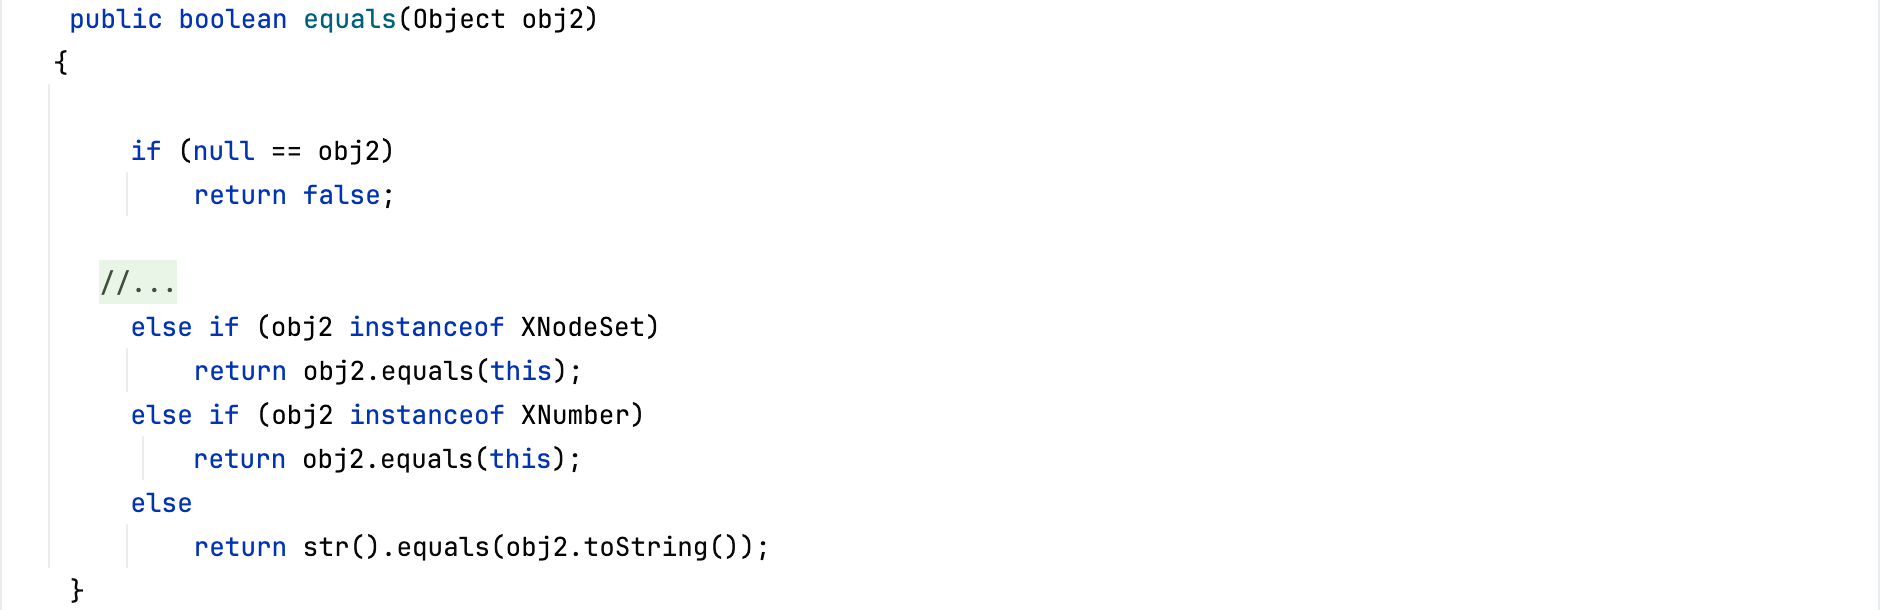 public boolean equals(Object obj2)
{
if (null == obj2)
return false;
//...
else if (obj2 instanceof XNodeSet)
return obj2.equals(this);
else if (obj2 instanceof XNumber)
return obj2.equals(this);
else
return str().equals(obj2.toString());
}